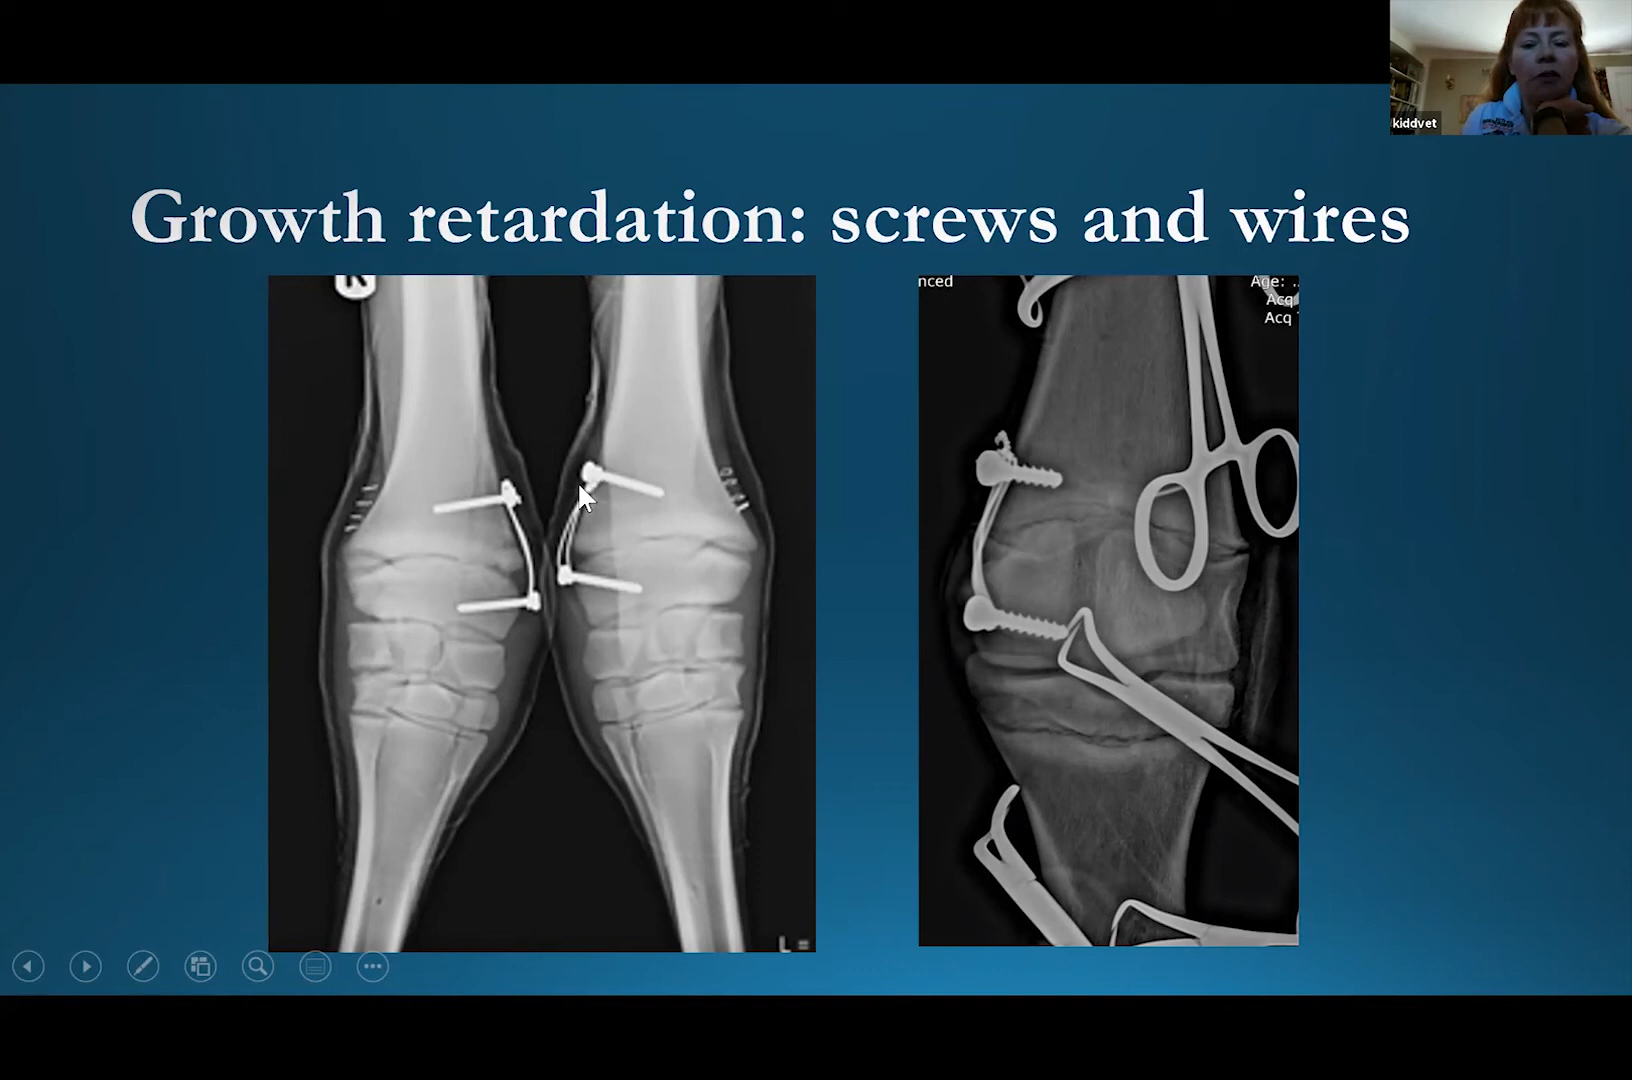 kiddvet
Growth retardation: screws and wires
R
nced
Age: ..
Acq
Acq
L =